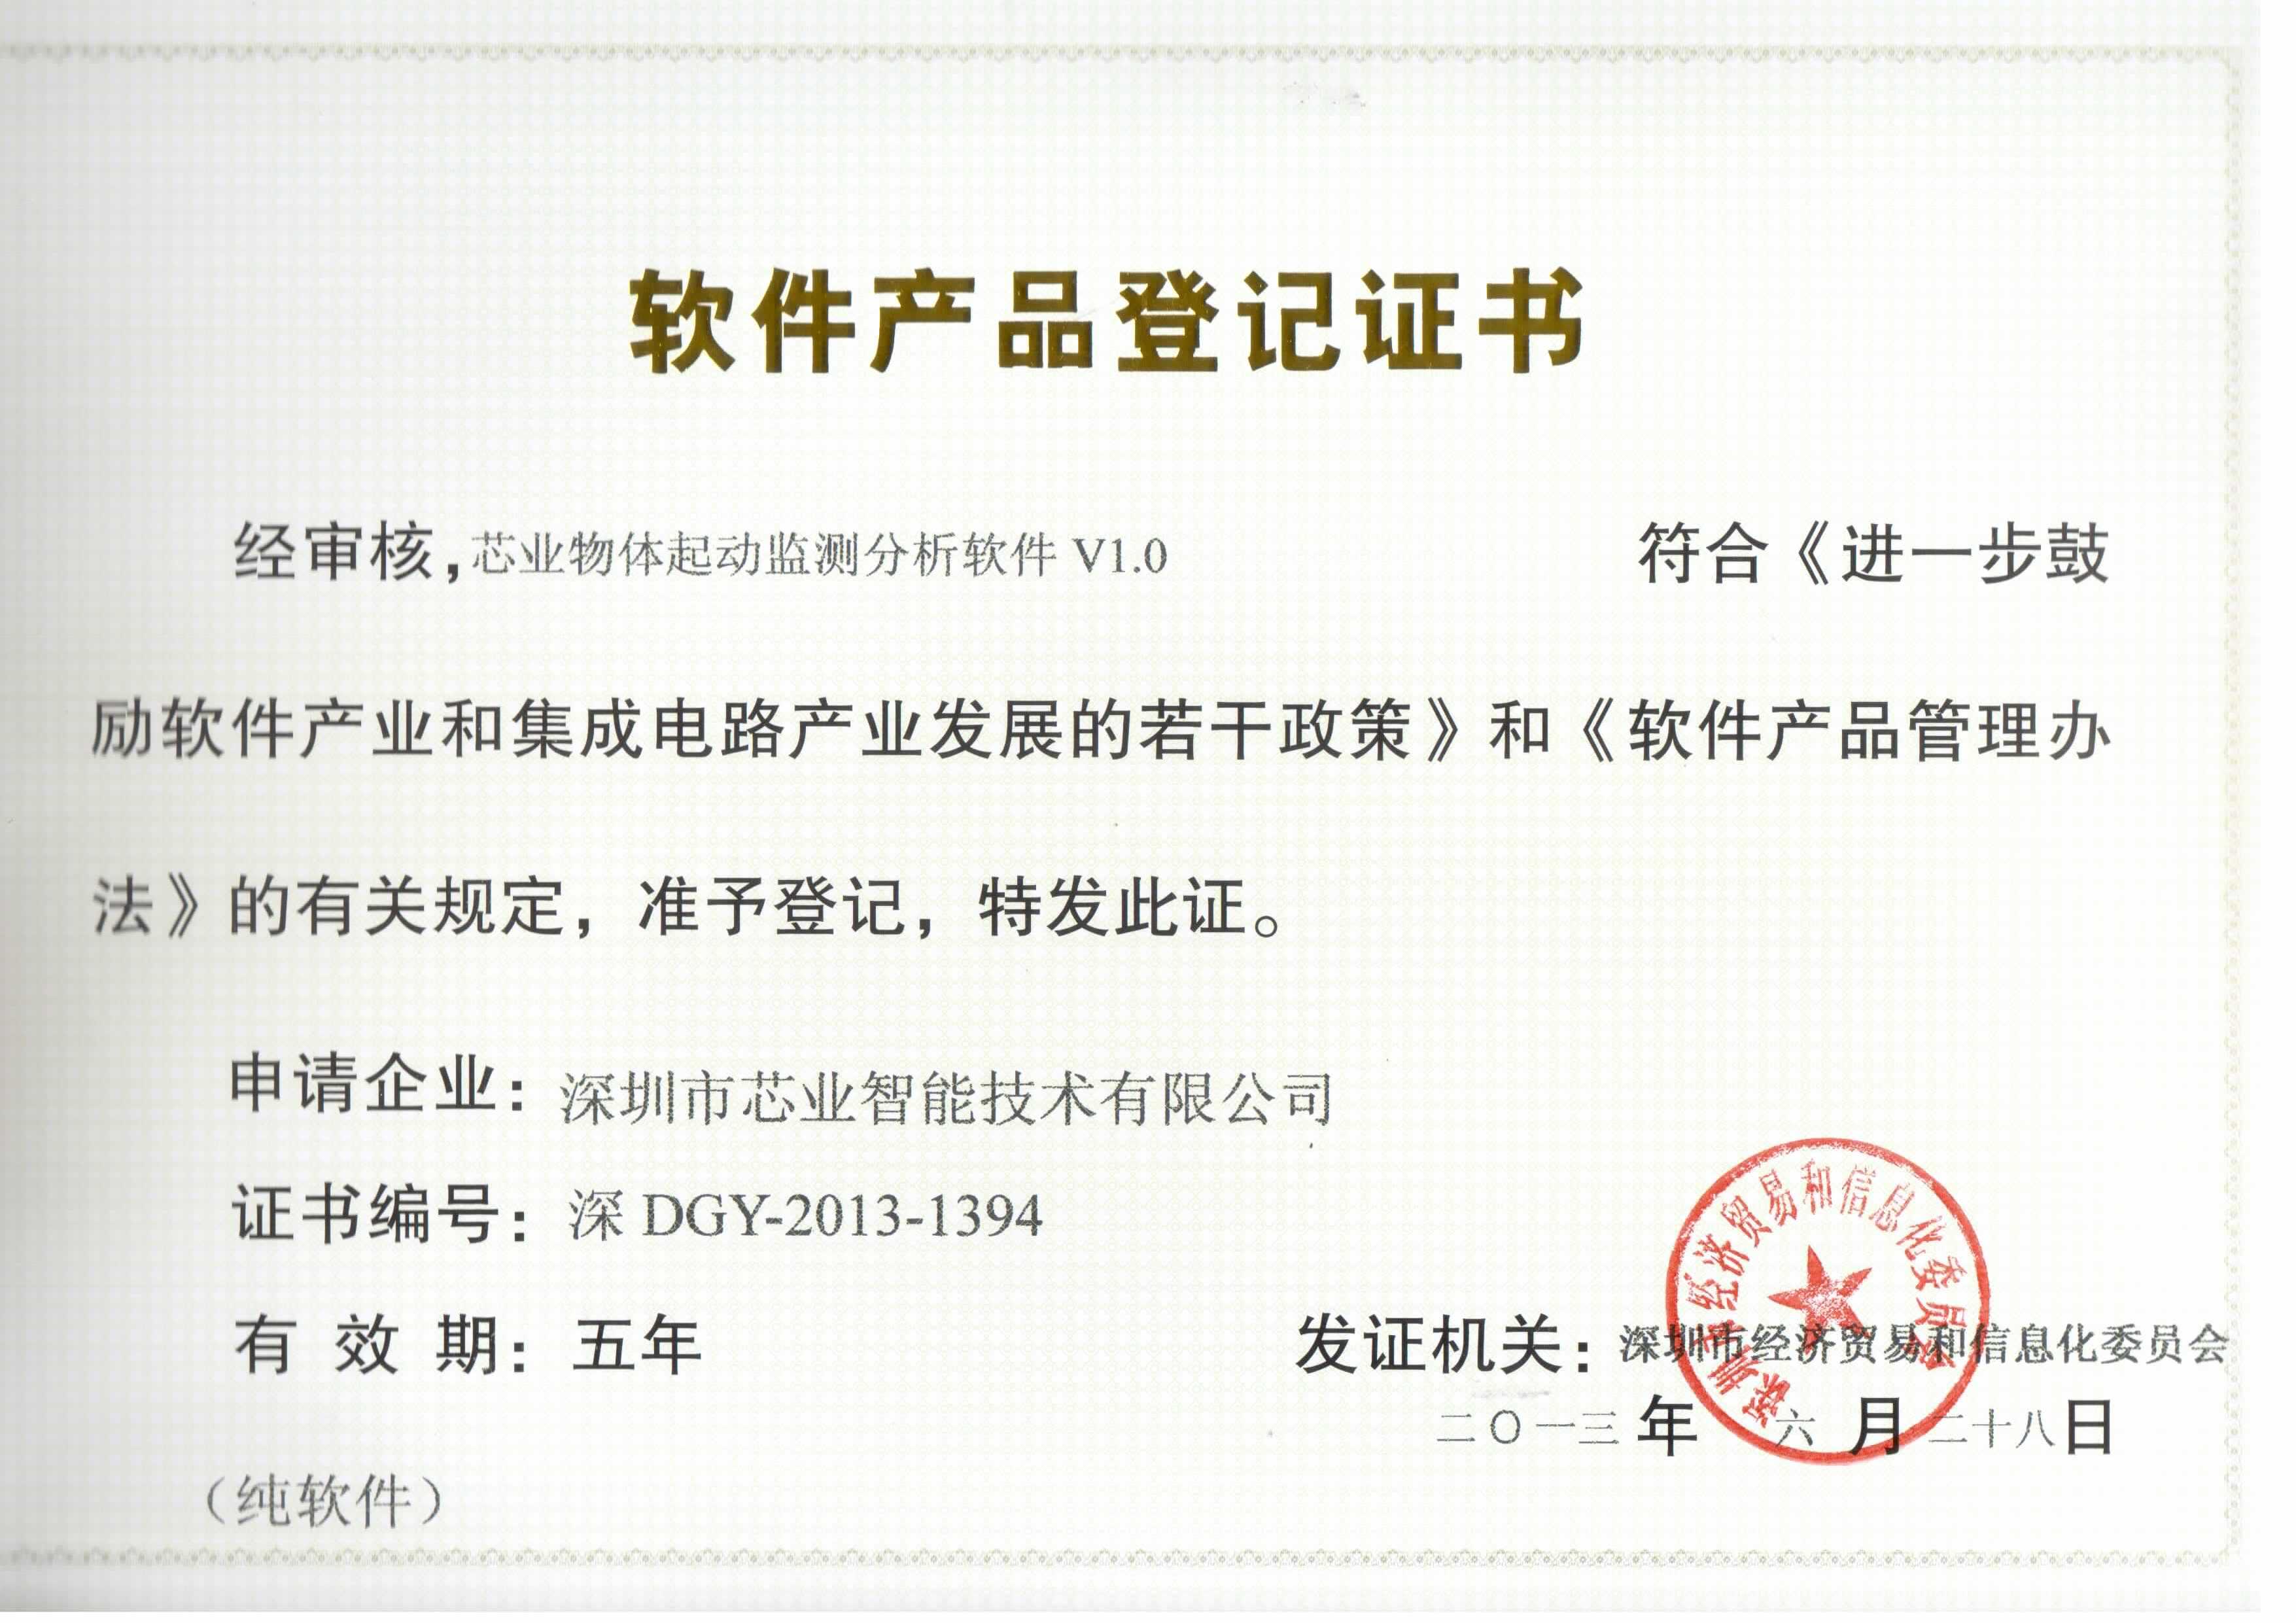 软件产品登记证书
经审核，芯业物体起动监测分析软件 V1.0 符合《进一步鼓
励软件产业和集成电路产业发展的若干政策》和《软件产品管理办
法》的有关规定，准予登记，特发此证。
申请企业：深圳市芯业智能技术有限公司
证书编号：深 DGY-2013-1394
有 效 期：五年
发证机关：深圳市经济贸易和信息化委员会
二〇一三年 六 月 二十八日
（纯软件）
深圳市经济贸易和信息化委员会